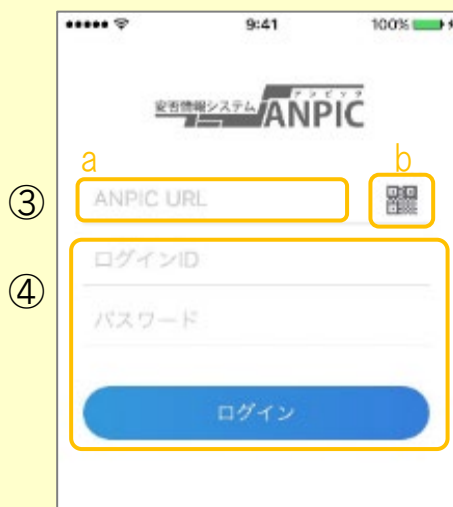 9:41
100%
アンピック
安否情報システム ANPIC
a
b
③
ANPIC URL
④
ログインID
パスワード
ログイン